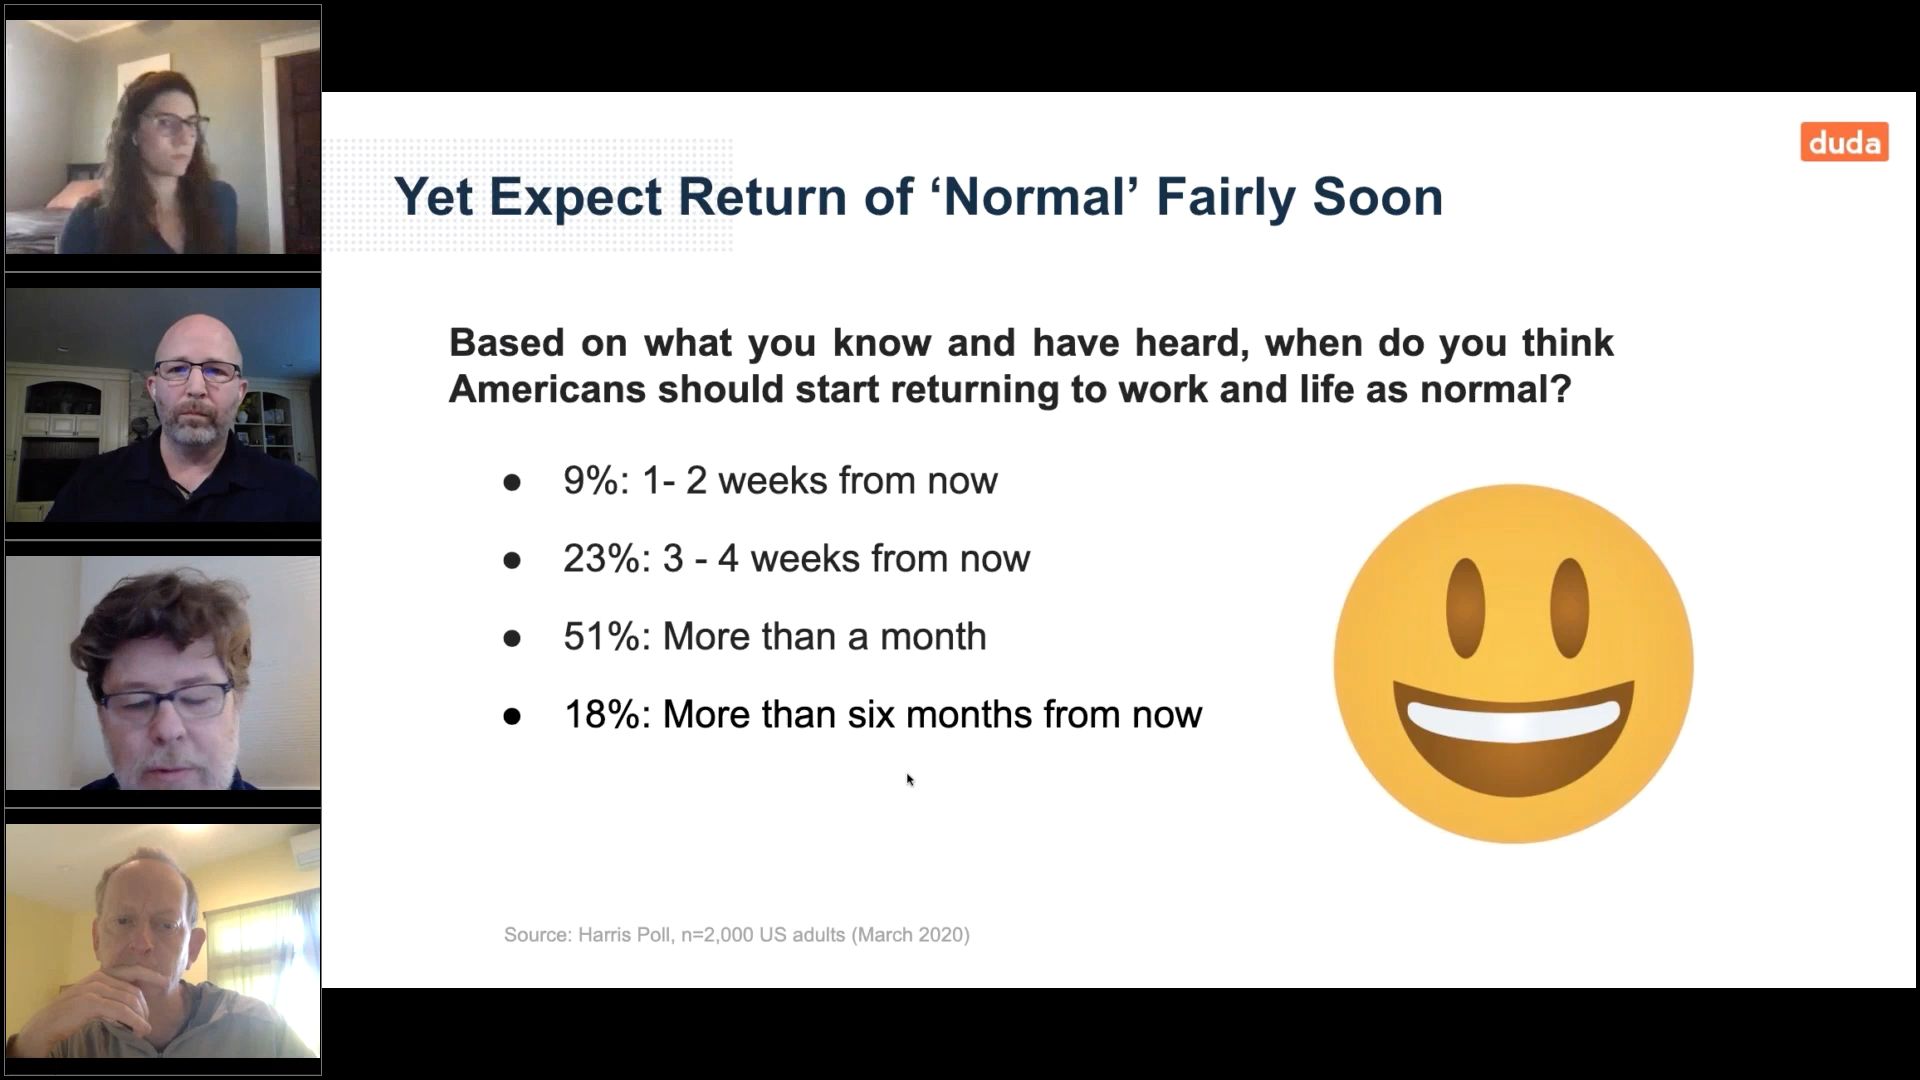 duda
Yet Expect Return of ‘Normal’ Fairly Soon
Based on what you know and have heard, when do you think
Americans should start returning to work and life as normal?
● 9%: 1- 2 weeks from now
● 23%: 3 - 4 weeks from now
● 51%: More than a month
● 18%: More than six months from now
Source: Harris Poll, n=2,000 US adults (March 2020)